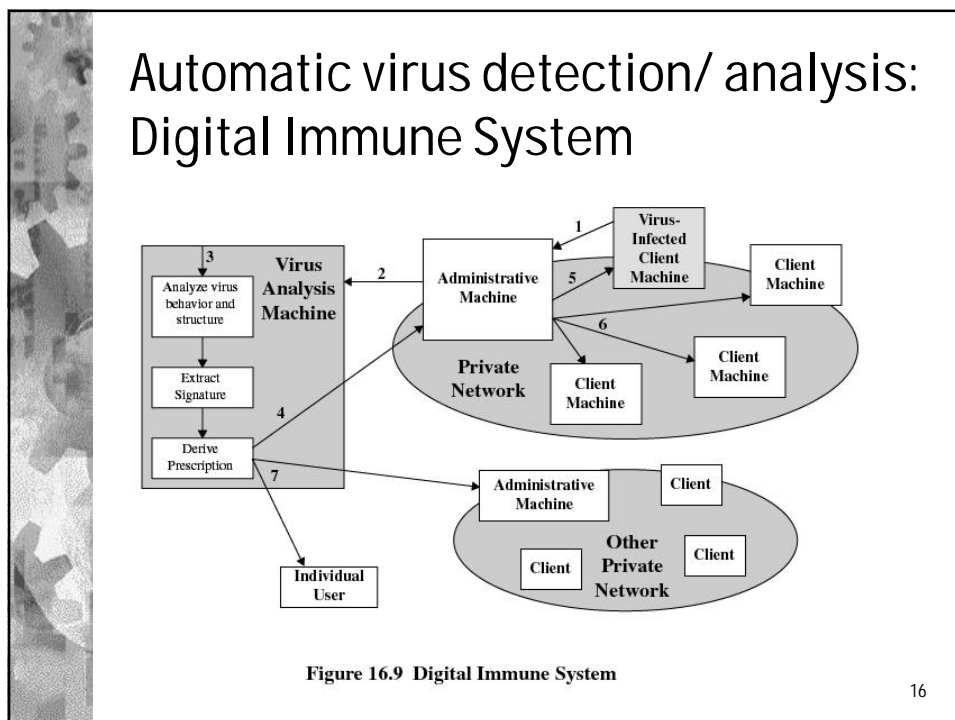 Automatic virus detection/ analysis:
Digital Immune System
3
Analyze virus
behavior and
structure
Extract
Signature
Derive
Prescription
Virus
Analysis
Machine
2
4
7
Administrative
Machine
1
Virus-
Infected
Client
Machine
5
6
Client
Machine
Client
Machine
Client
Machine
Private
Network
Individual
User
Administrative
Machine
Client
Client
Client
Other
Private
Network
Figure 16.9 Digital Immune System
16